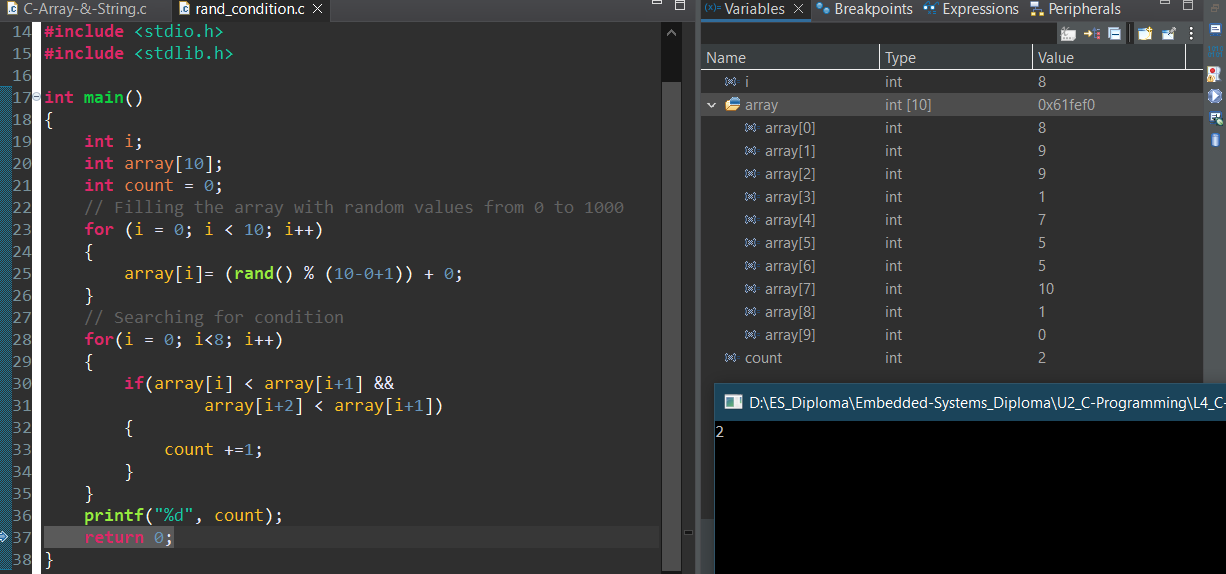 C-Array-&-String.c
rand_condition.c
14 #include <stdio.h>
15 #include <stdlib.h>
16
17 int main()
18 {
19 int i;
20 int array[10];
21 int count = 0;
22 // Filling the array with random values from 0 to 1000
23 for (i = 0; i < 10; i++)
24 {
25 array[i]= (rand() % (10-0+1)) + 0;
26 }
27 // Searching for condition
28 for(i = 0; i<8; i++)
29 {
30 if(array[i] < array[i+1] &&
31 array[i+2] < array[i+1])
32 {
33 count +=1;
34 }
35 }
36 printf("%d", count);
37 return 0;
38 }
(x)= Variables Breakpoints Expressions Peripherals
Name Type Value
i int 8
array int [10] 0x61fef0
array[0] int 8
array[1] int 9
array[2] int 9
array[3] int 1
array[4] int 7
array[5] int 5
array[6] int 5
array[7] int 10
array[8] int 1
array[9] int 0
count int 2
D:\ES_Diploma\Embedded-Systems_Diploma\U2_C-Programming\L4_C-
2